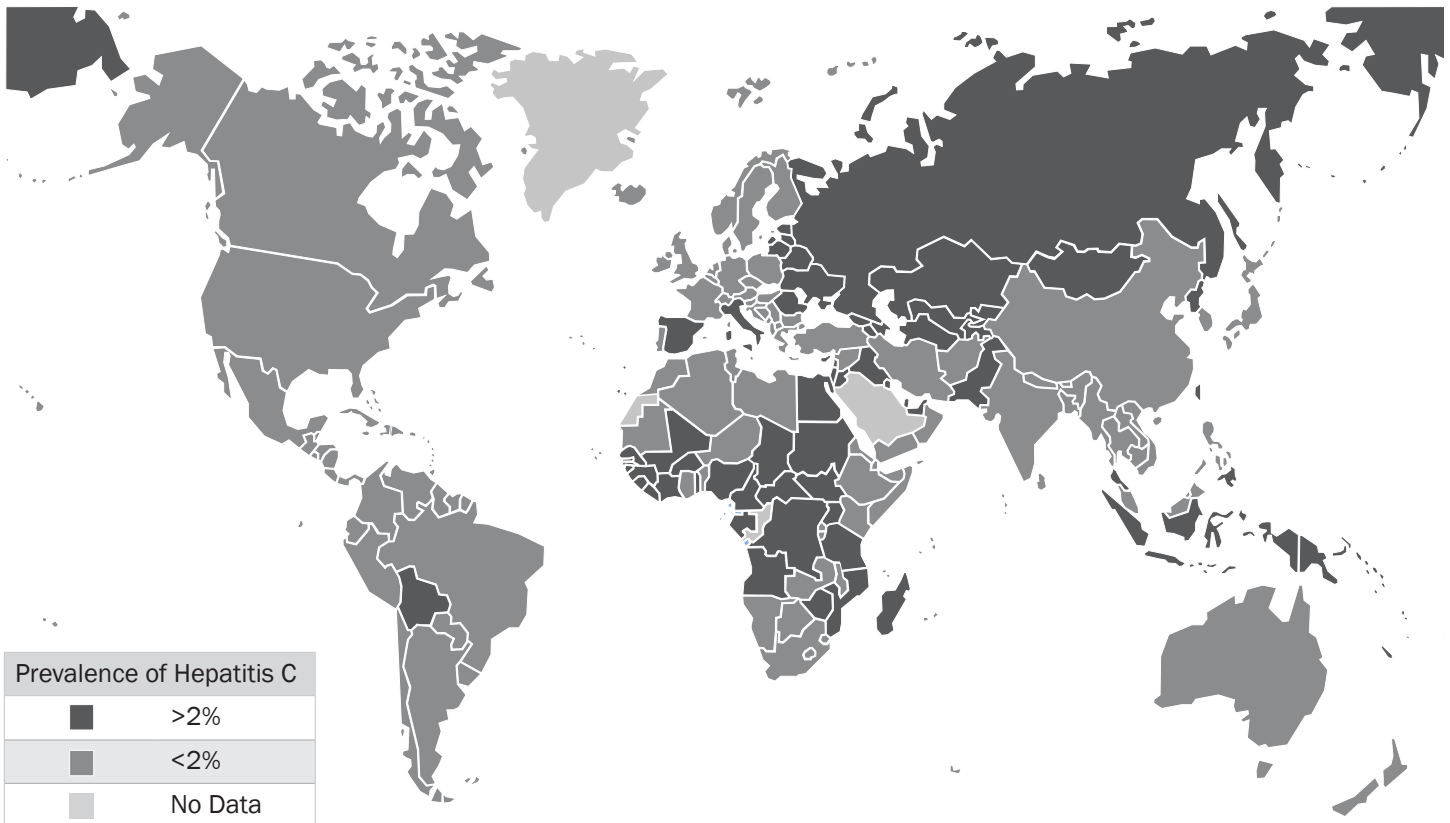 Prevalence of Hepatitis C
>2%
<2%
No Data